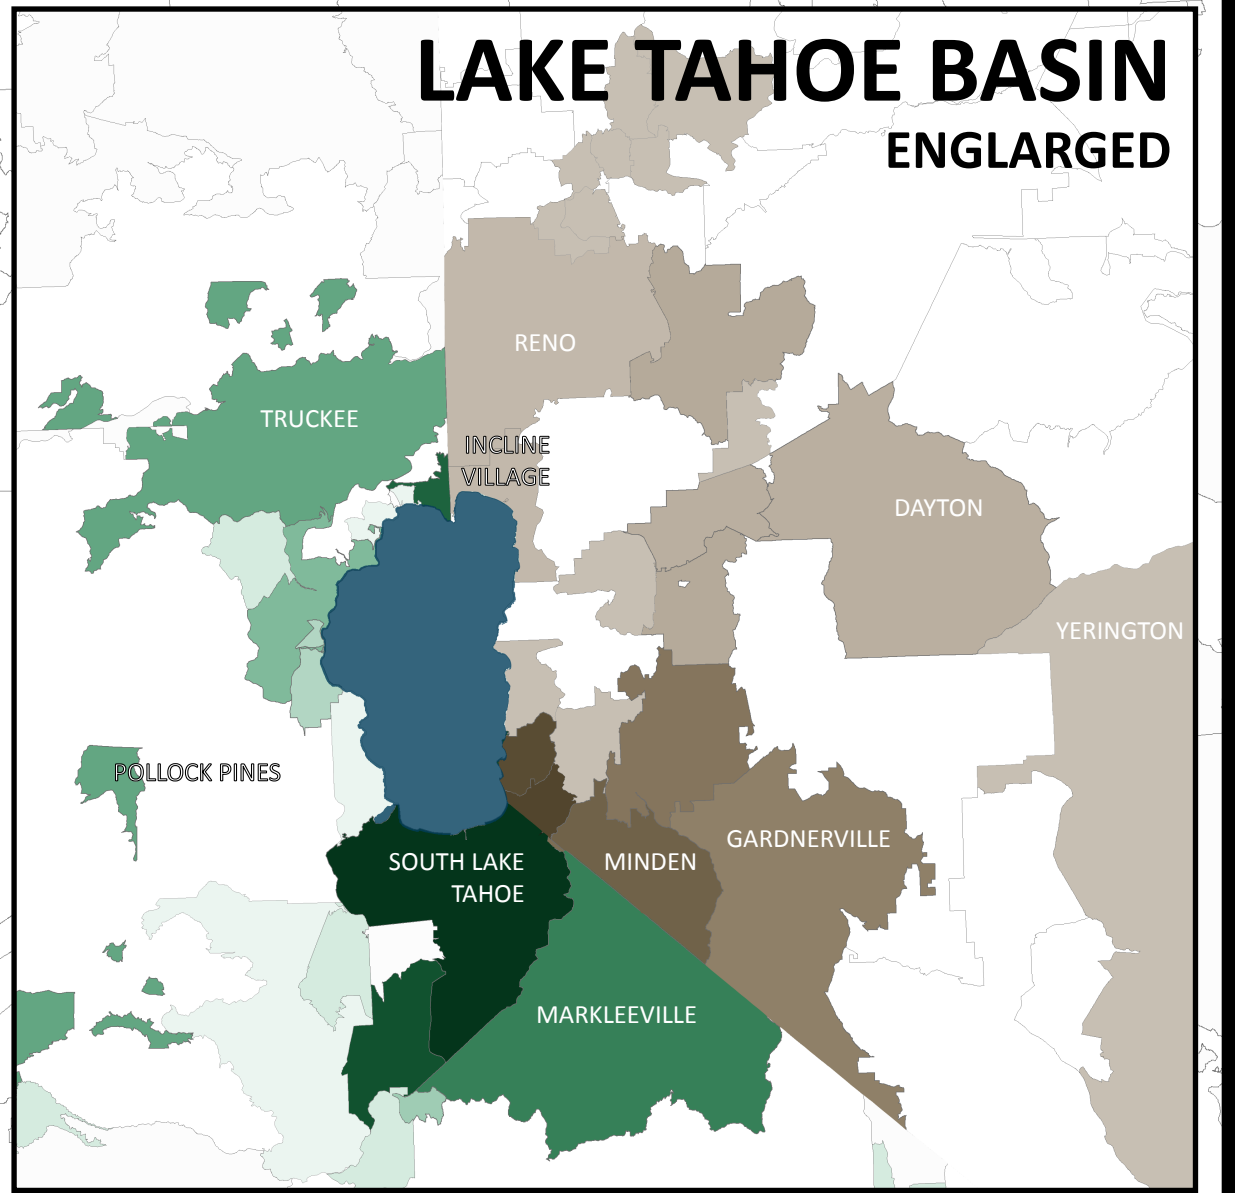 LAKE TAHOE BASIN
ENGLARGED
RENO
TRUCKEE
INCLINE
VILLAGE
DAYTON
YERINGTON
POLLOCK PINES
GARDNERVILLE
SOUTH LAKE
TAHOE
MINDEN
MARKLEEVILLE